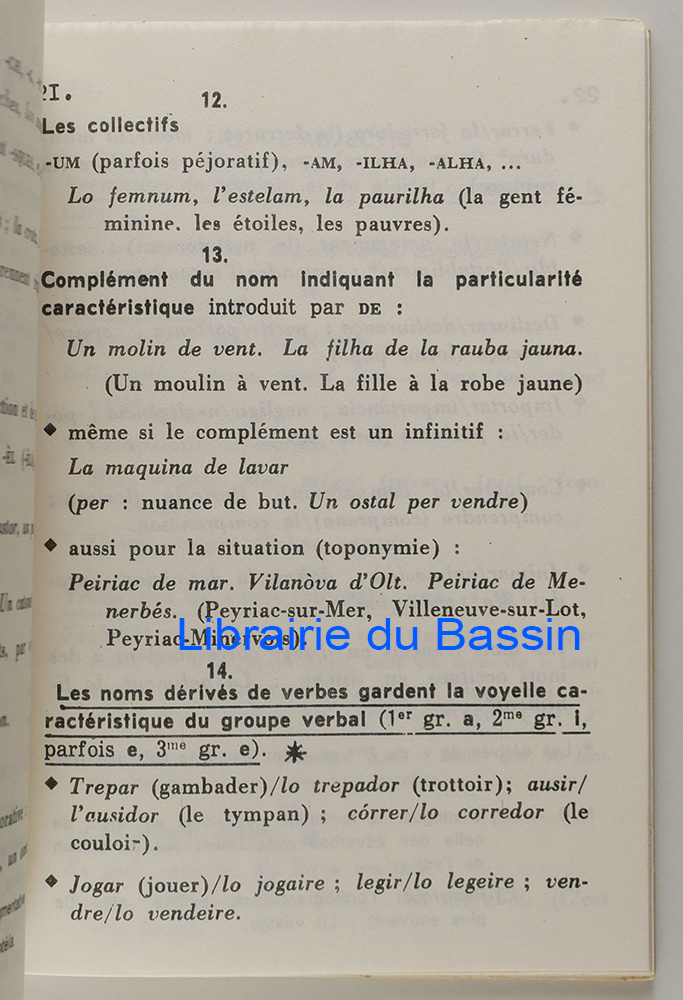 21.
12.
Les collectifs
-UM (parfois péjoratif), -AM, -ILHA, -ALHA, ...
Lo femnum, l'estelam, la paurilha (la gent fé-
minine. les étoiles, les pauvres).
13.
Complément du nom indiquant la particularité
caractéristique introduit par DE :
Un molin de vent. La filha de la rauba jauna.
(Un moulin à vent. La fille à la robe jaune)
◆ même si le complément est un infinitif :
La maquina de lavar
(per : nuance de but. Un ostal per vendre)
◆ aussi pour la situation (toponymie) :
Peiriac de mar. Vilanòva d'Olt. Peiriac de Me-
nerbés. (Peyriac-sur-Mer, Villeneuve-sur-Lot,
Peyriac-Minervois).
Librairie du Bassin
14.
Les noms dérivés de verbes gardent la voyelle ca-
ractéristique du groupe verbal (1er gr. a, 2me gr. i,
parfois e, 3me gr. e). *
◆ Trepar (gambader)/lo trepador (trottoir); ausir/
l'ausidor (le tympan) ; córrer/lo corredor (le
couloir).
◆ Jogar (jouer)/lo jogaire ; legir/lo legeire ; ven-
dre/lo vendeire.